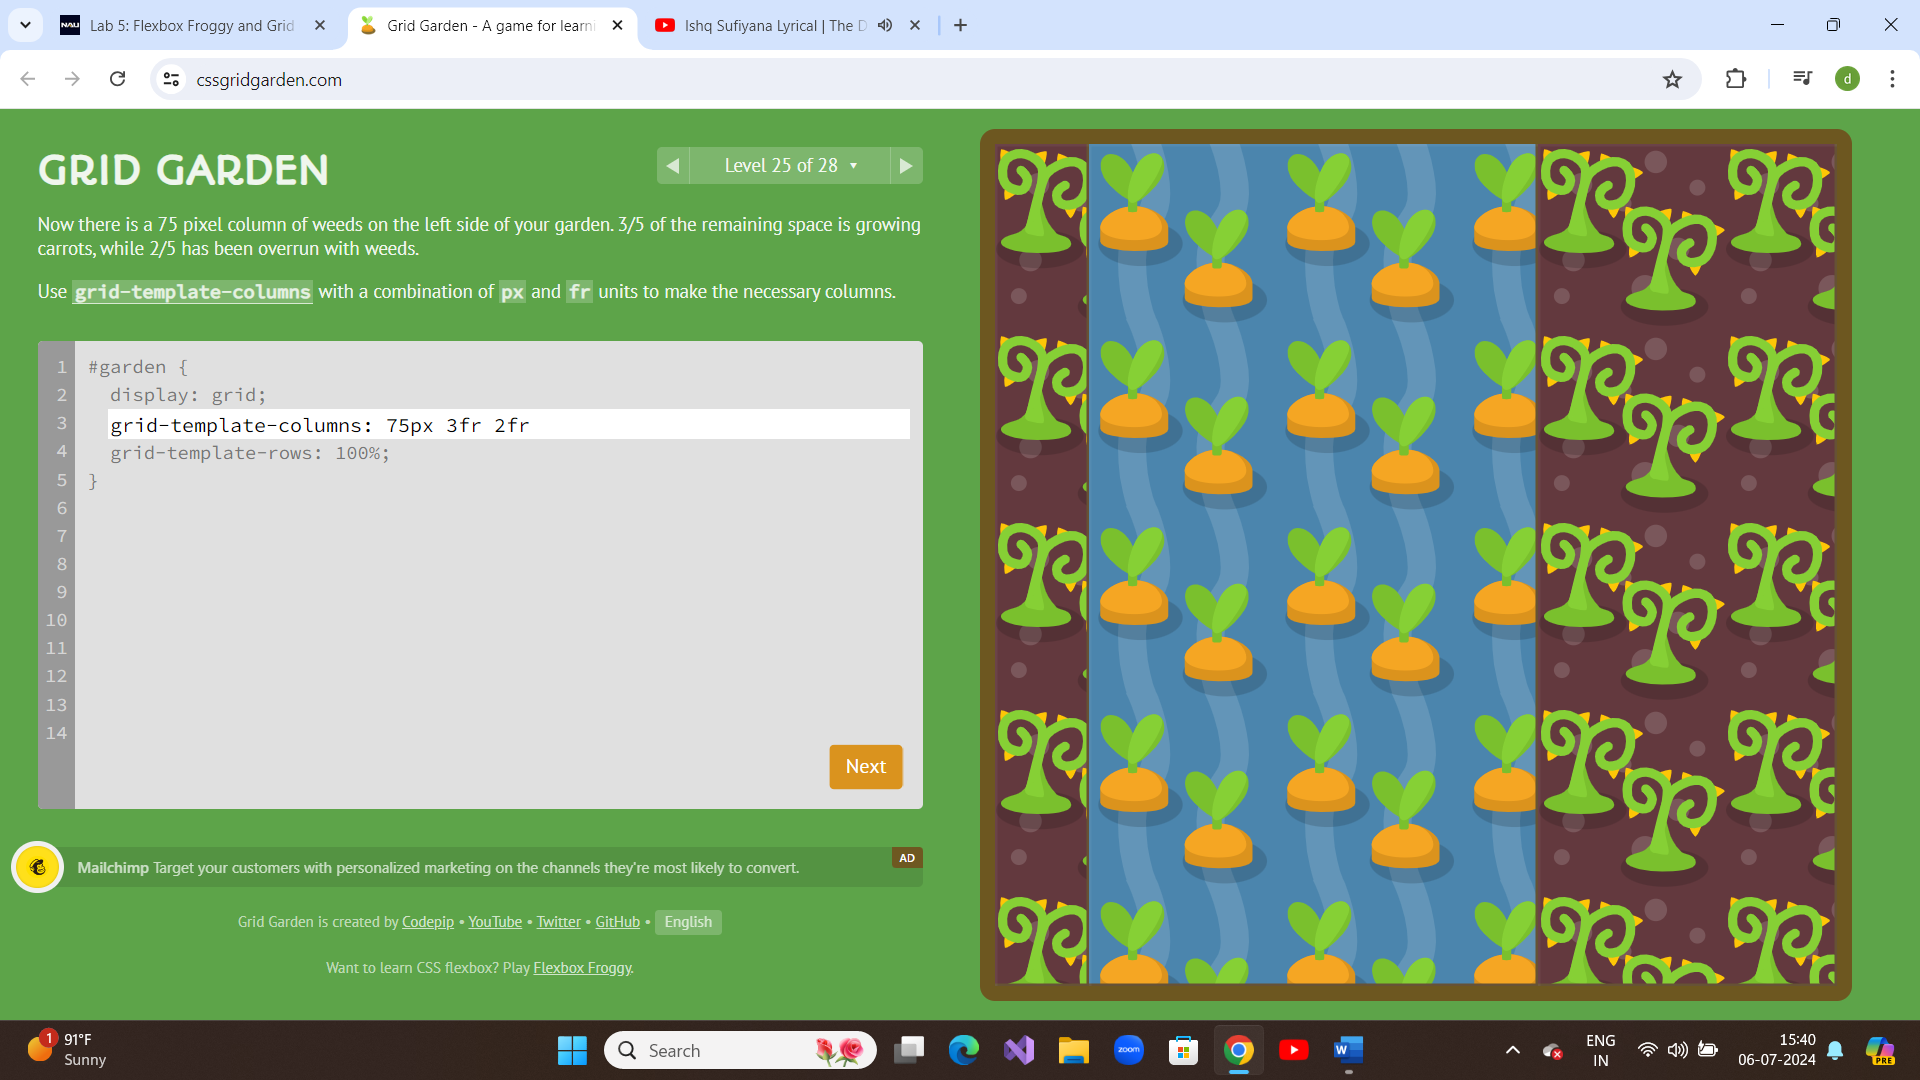 Lab 5: Flexbox Froggy and Grid
Grid Garden - A game for learni
Ishq Sufiyana Lyrical | The D
cssgridgarden.com
d
GRID GARDEN
Level 25 of 28
Now there is a 75 pixel column of weeds on the left side of your garden. 3/5 of the remaining space is growing
carrots, while 2/5 has been overrun with weeds.
Use grid-template-columns with a combination of px and fr units to make the necessary columns.
1 #garden {
2 display: grid;
3 grid-template-columns: 75px 3fr 2fr
4 grid-template-rows: 100%;
5 }
6
7
8
9
10
11
12
13
14
Next
Mailchimp Target your customers with personalized marketing on the channels they're most likely to convert.
AD
Grid Garden is created by Codepip • YouTube • Twitter • GitHub • English
Want to learn CSS flexbox? Play Flexbox Froggy.
1
91°F
Sunny
Search
zoom
W
ENG
IN
15:40
06-07-2024
PRE